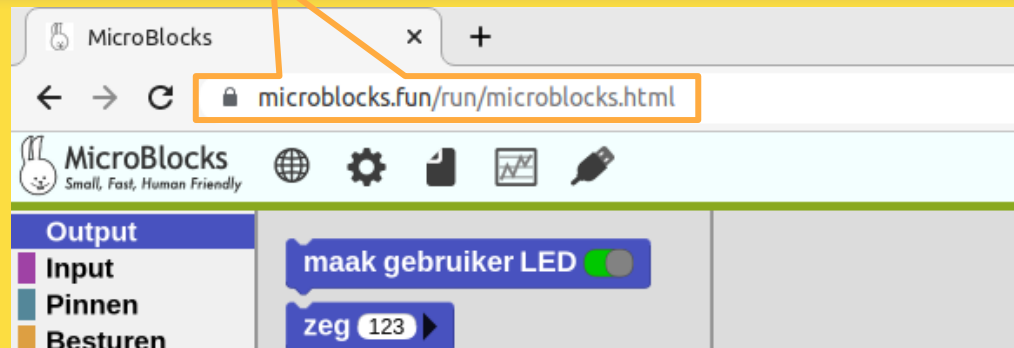 MicroBlocks
microblocks.fun/run/microblocks.html
MicroBlocks
Small, Fast, Human Friendly
Output
Input
Pinnen
Besturen
maak gebruiker LED
zeg 123